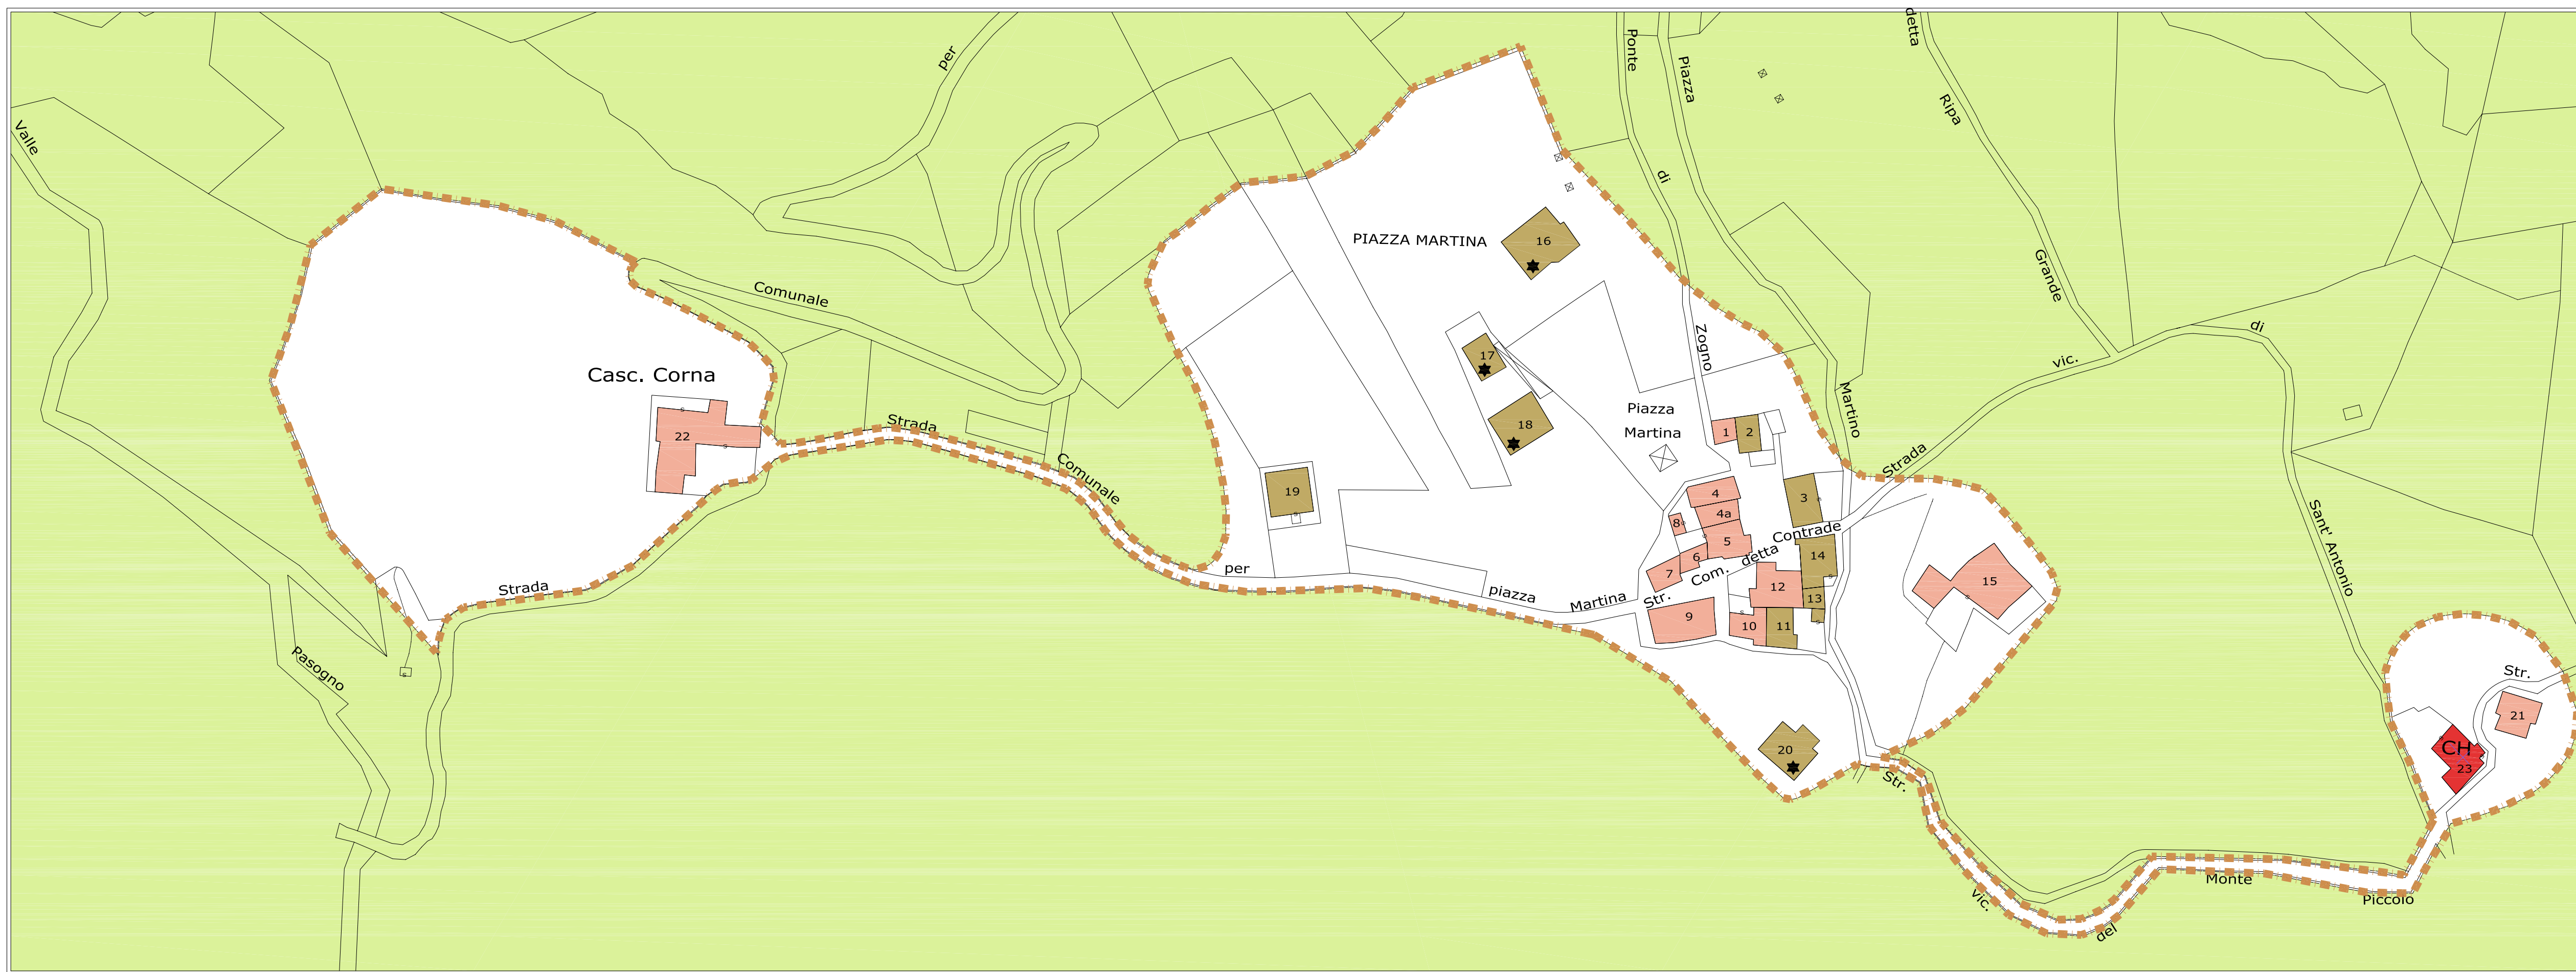 Valle
per
Ponte
Piazza
detta
Ripa
di
PIAZZA MARTINA
16
Grande
Comunale
Zogno
di
17
vic.
Casc. Corna
Martino
Piazza
Martina
18
1
2
22
Strada
Strada
Comunale
19
4
3
4a
8
Contrade
5
Sant' Antonio
6
detta
14
per
7
Com.
15
12
Strada
piazza
Martina
Str.
13
9
10
11
Pasogno
Str.
21
20
CH
23
Str.
Monte
vic.
Piccolo
del